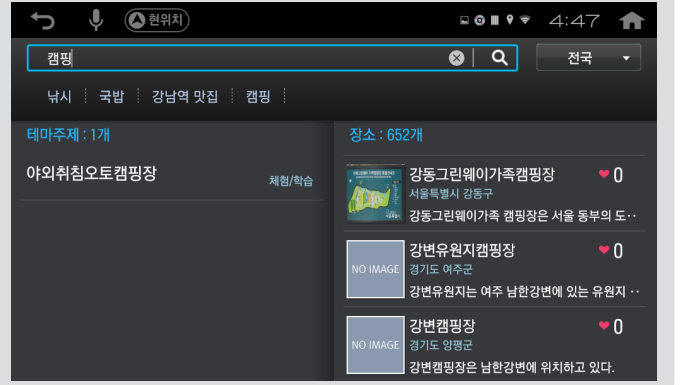 현위치
4:47
캠핑
전국
낚시
국밥
강남역 맛집
캠핑
테마주제 : 1개
야외취침오토캠핑장
체험/학습
장소 : 652개
강동그린웨이가족캠핑장
0
서울특별시 강동구
강동그린웨이가족 캠핑장은 서울 동부의 도··
NO IMAGE
강변유원지캠핑장
0
경기도 여주군
강변유원지는 여주 남한강변에 있는 유원지 ··
NO IMAGE
강변캠핑장
0
경기도 양평군
강변캠핑장은 남한강변에 위치하고 있다.